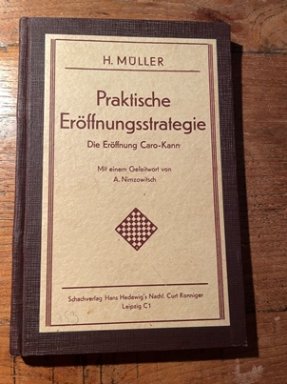 H. MÜLLER
Praktische
Eröffnungsstrategie
Die Eröffnung Caro-Kann
Mit einem Geleitwort von
A. Nimzowitsch
Schachverlag Hans Hedewig's Nachf. Curt Ronniger
Leipzig C 1